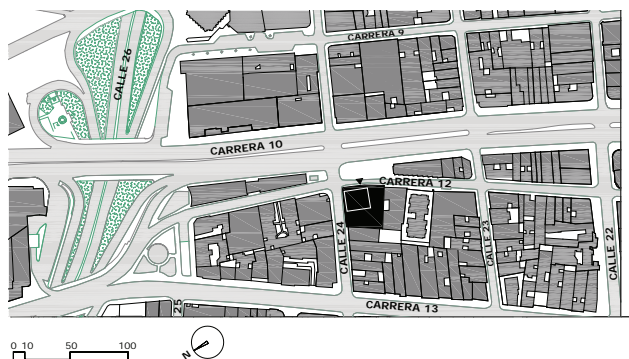 CARRERA 9
CALLE 26
CARRERA 10
CARRERA 12
CALLE 24
CALLE 23
CALLE 22
CARRERA 13
25
0 10 50 100
N